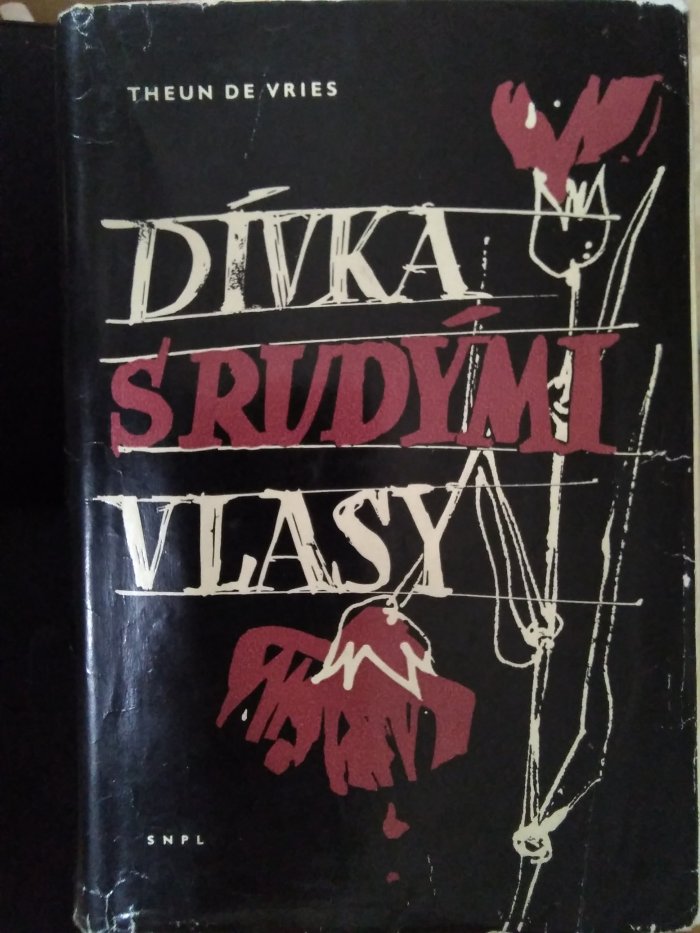 THEUN DE VRIES
DÍVKA
S RUDÝMI
VLASY
SNPL